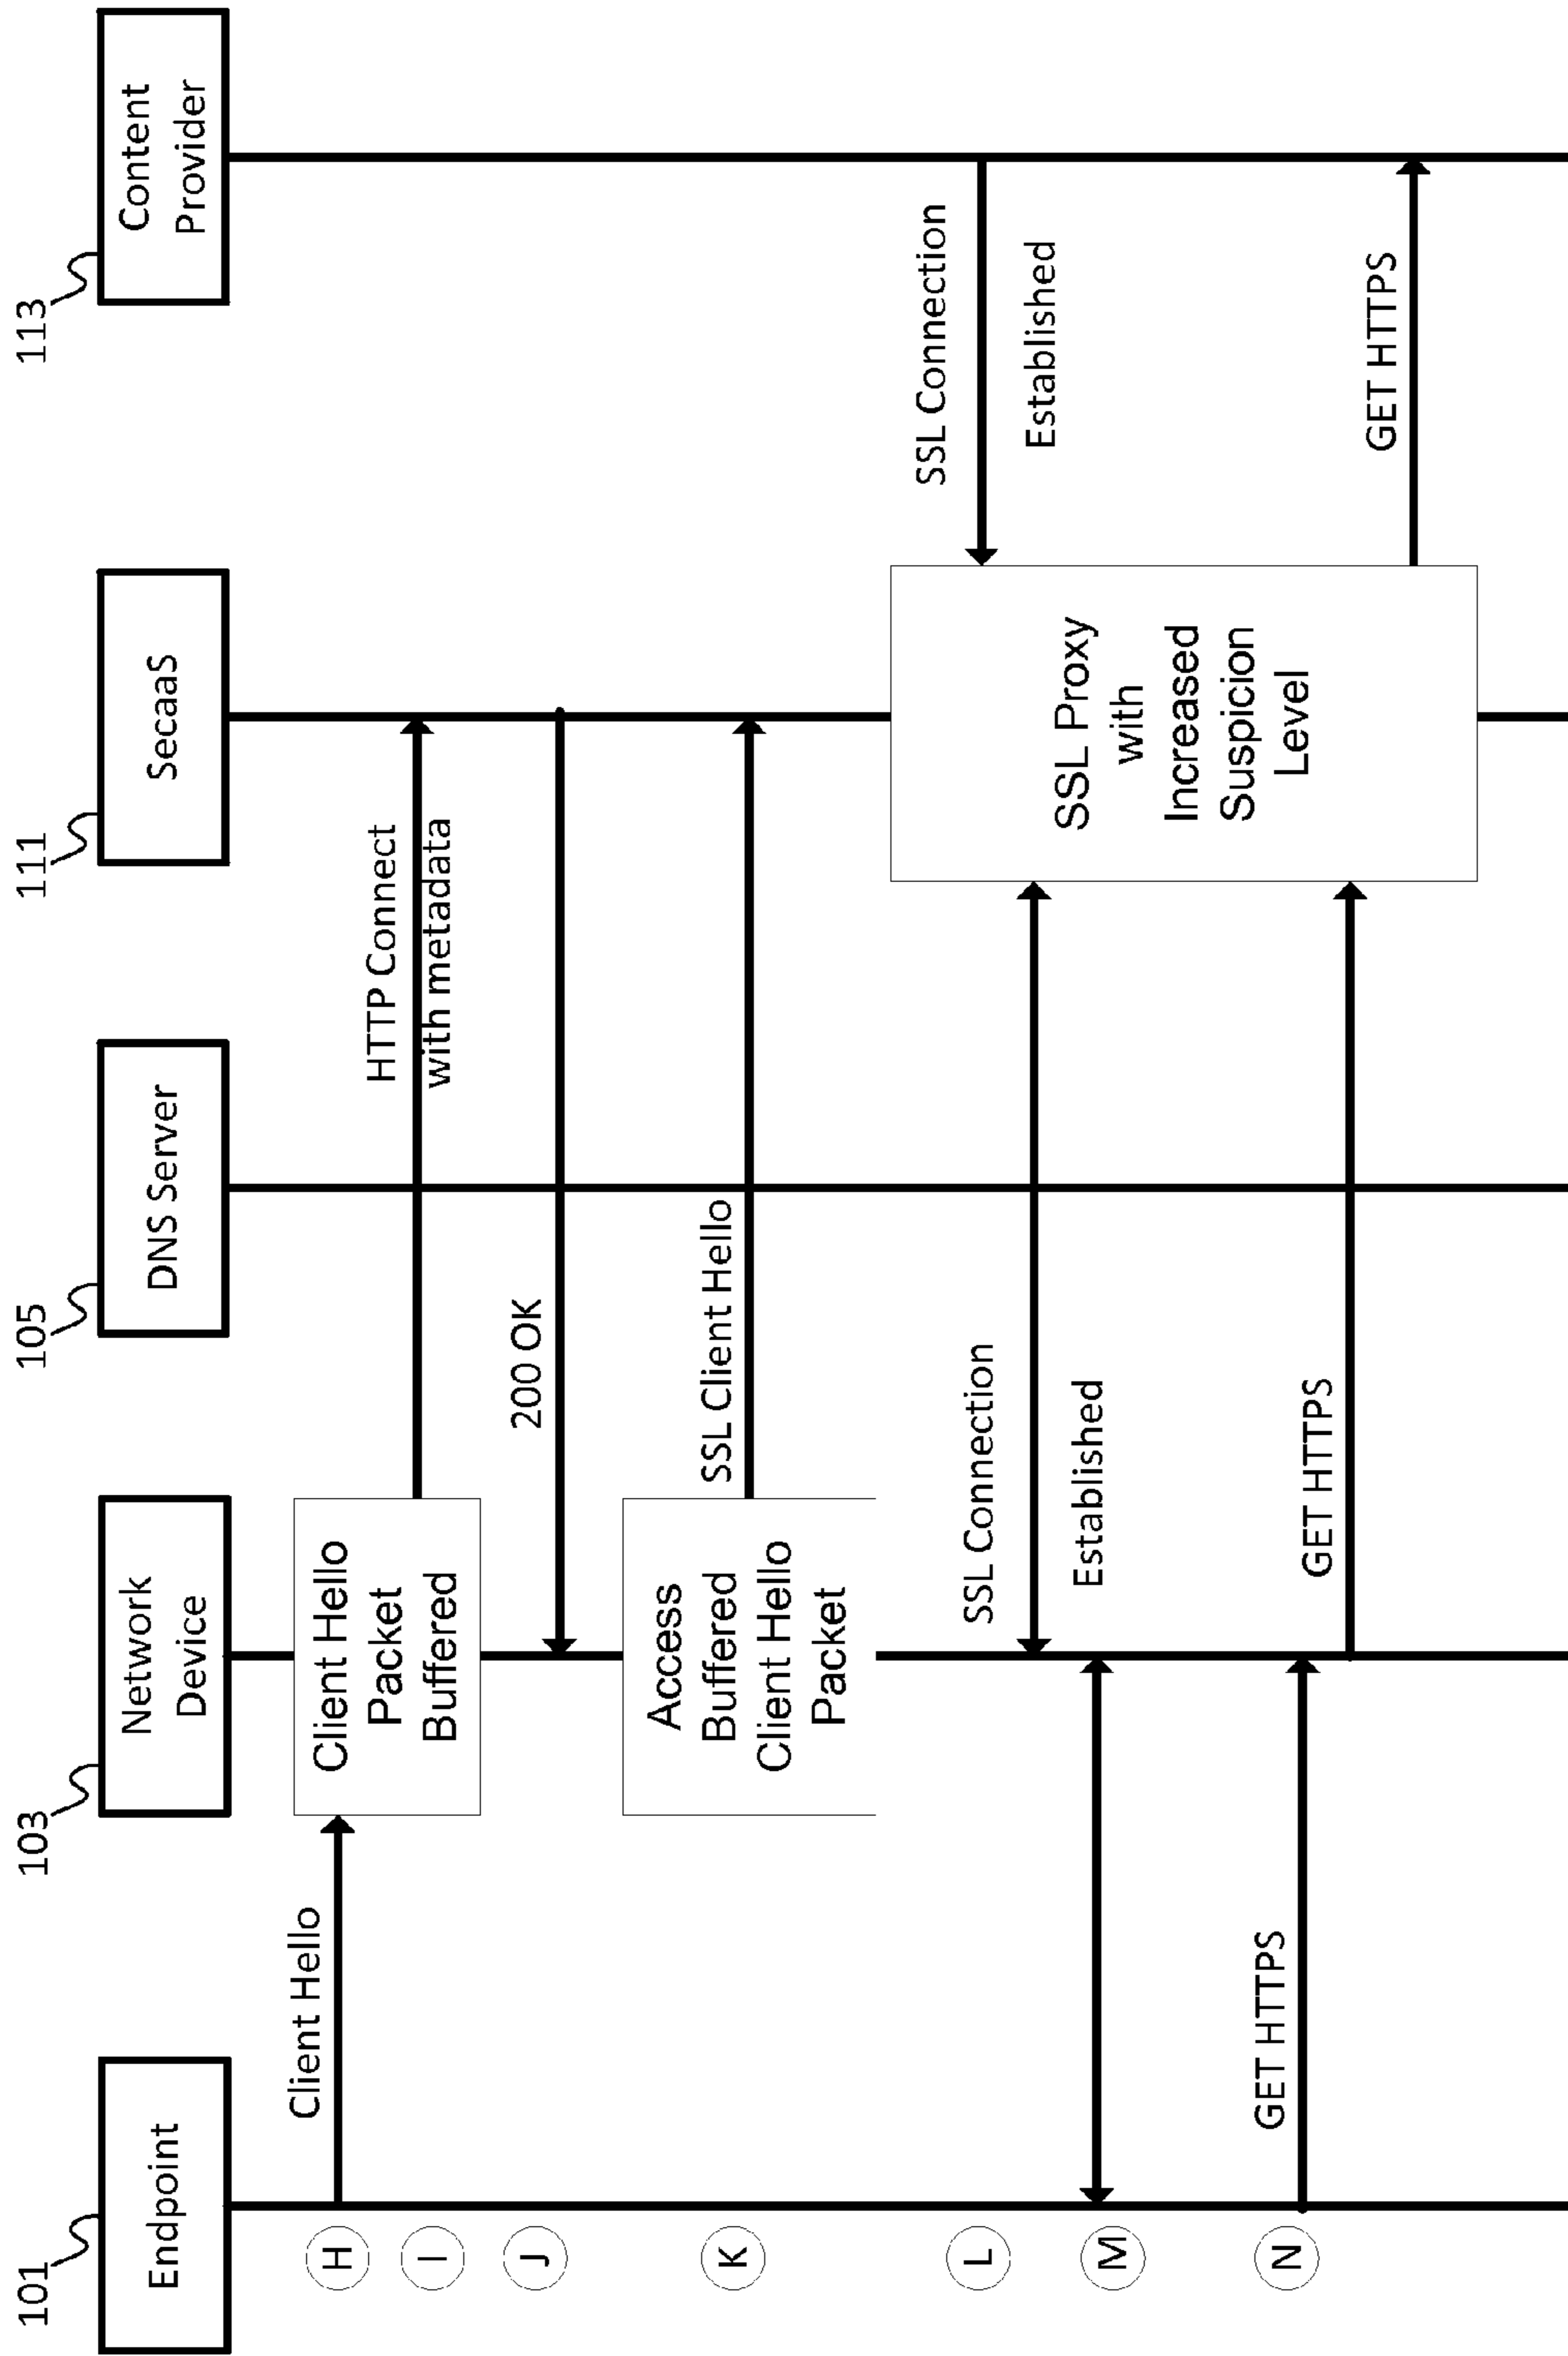 101
103
105
111
113
Endpoint
Network
Device
DNS Server
SecaaS
Content
Provider
H
Client Hello
Client Hello
Packet
Buffered
I
HTTP Connect
with metadata
J
200 OK
K
Access
Buffered
Client Hello
Packet
SSL Client Hello
L
SSL Connection
Established
SSL Connection
Established
SSL Proxy
with
Increased
Suspicion
Level
M
N
GET HTTPS
GET HTTPS
GET HTTPS